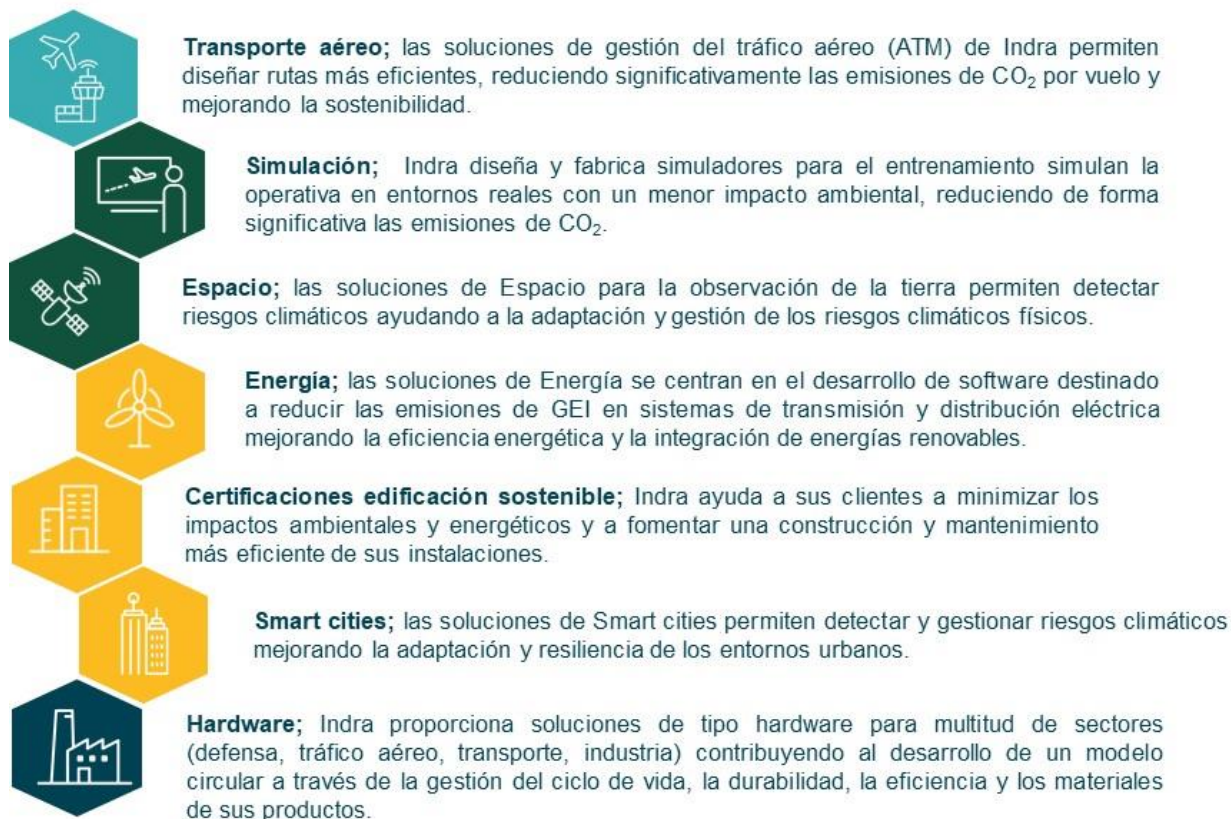 Transporte aéreo; las soluciones de gestión del tráfico aéreo (ATM) de Indra permiten
diseñar rutas más eficientes, reduciendo significativamente las emisiones de CO₂ por vuelo y
mejorando la sostenibilidad.
Simulación; Indra diseña y fabrica simuladores para el entrenamiento simulan la
operativa en entornos reales con un menor impacto ambiental, reduciendo de forma
significativa las emisiones de CO₂.
Espacio; las soluciones de Espacio para la observación de la tierra permiten detectar
riesgos climáticos ayudando a la adaptación y gestión de los riesgos climáticos físicos.
Energía; las soluciones de Energía se centran en el desarrollo de software destinado
a reducir las emisiones de GEI en sistemas de transmisión y distribución eléctrica
mejorando la eficiencia energética y la integración de energías renovables.
Certificaciones edificación sostenible; Indra ayuda a sus clientes a minimizar los
impactos ambientales y energéticos y a fomentar una construcción y mantenimiento
más eficiente de sus instalaciones.
Smart cities; las soluciones de Smart cities permiten detectar y gestionar riesgos climáticos
mejorando la adaptación y resiliencia de los entornos urbanos.
Hardware; Indra proporciona soluciones de tipo hardware para multitud de sectores
(defensa, tráfico aéreo, transporte, industria) contribuyendo al desarrollo de un modelo
circular a través de la gestión del ciclo de vida, la durabilidad, la eficiencia y los materiales
de sus productos.